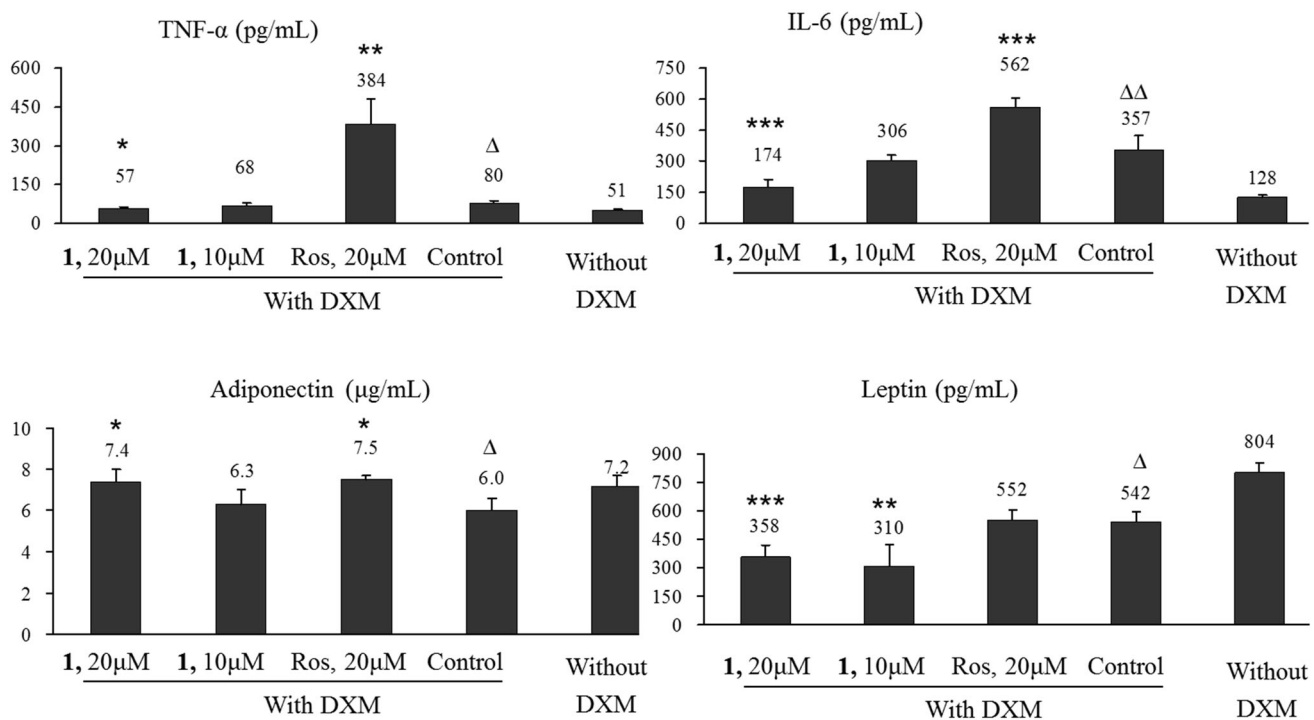 TNF-α (pg/mL)
600
450
300
150
0
*
57
68
**
384
Δ
80
51
1, 20μM
1, 10μM
Ros, 20μM
Control
Without
DXM
With DXM
IL-6 (pg/mL)
750
600
450
300
150
0
***
174
306
***
562
ΔΔ
357
128
1, 20μM
1, 10μM
Ros, 20μM
Control
Without
DXM
With DXM
Adiponectin (μg/mL)
10
8
6
4
2
0
*
7.4
6.3
*
7.5
Δ
6.0
7.2
1, 20μM
1, 10μM
Ros, 20μM
Control
Without
DXM
With DXM
Leptin (pg/mL)
900
750
600
450
300
150
0
***
358
**
310
552
Δ
542
804
1, 20μM
1, 10μM
Ros, 20μM
Control
Without
DXM
With DXM